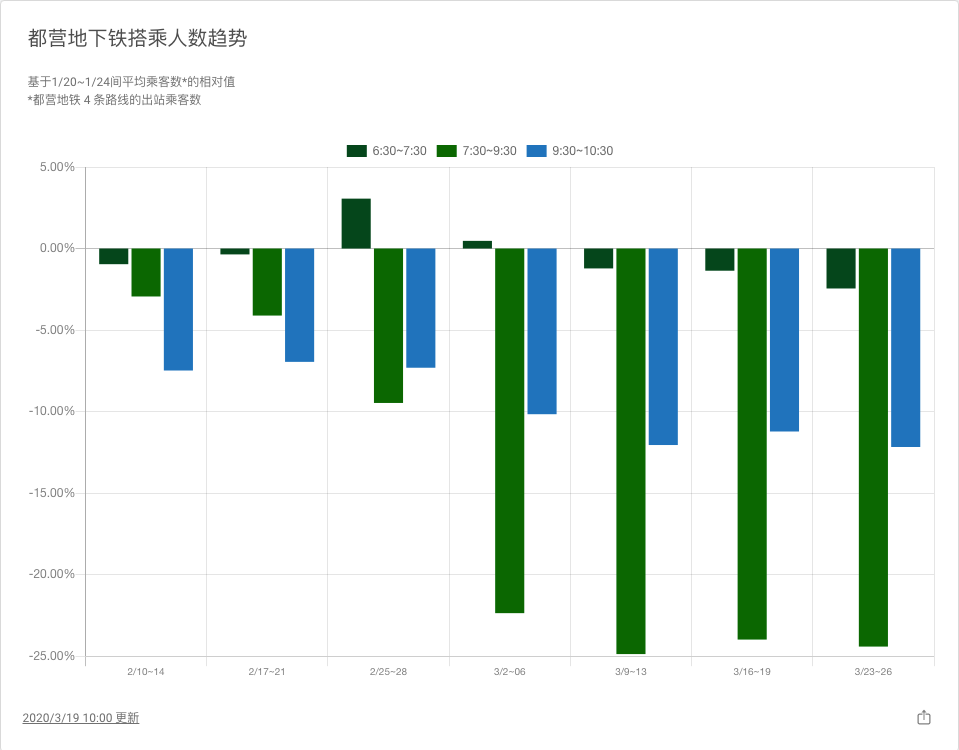 都营地下铁搭乘人数趋势
基于1/20~1/24间平均乘客数*的相对值
*都营地铁 4 条路线的出站乘客数
6:30~7:30 7:30~9:30 9:30~10:30
5.00%
0.00%
-5.00%
-10.00%
-15.00%
-20.00%
-25.00%
2/10~14 2/17~21 2/25~28 3/2~06 3/9~13 3/16~19 3/23~26
2020/3/19 10:00 更新